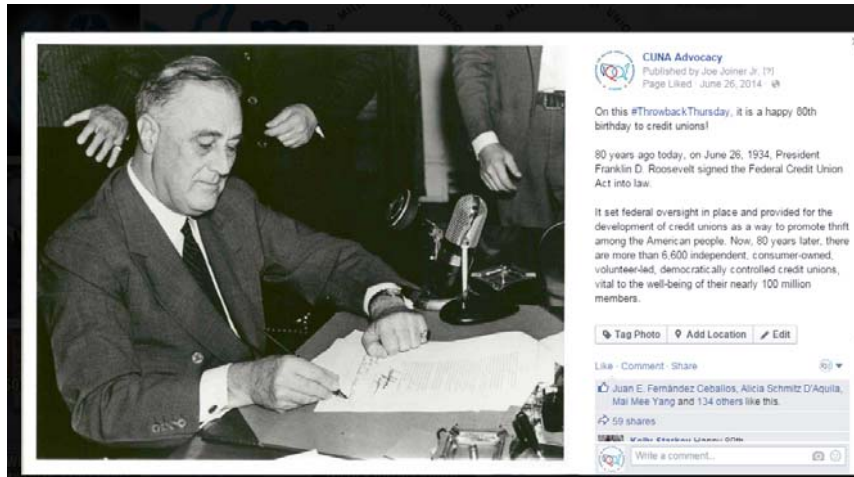 CUNA Advocacy
Published by Joe Joiner Jr. [?]
Page Liked · June 26, 2014 ·
On this #ThrowbackThursday, it is a happy 80th
birthday to credit unions!
80 years ago today, on June 26, 1934, President
Franklin D. Roosevelt signed the Federal Credit Union
Act into law.
It set federal oversight in place and provided for the
development of credit unions as a way to promote thrift
among the American people. Now, 80 years later, there
are more than 6,600 independent, consumer-owned,
volunteer-led, democratically controlled credit unions,
vital to the well-being of their nearly 100 million
members.
Tag Photo Add Location Edit
Like · Comment · Share
Juan E. Fernández Ceballos, Alicia Schmitz D'Aquila,
Mai Mee Yang and 134 others like this.
59 shares
Kelly Starkey Happy 80th
Write a comment...